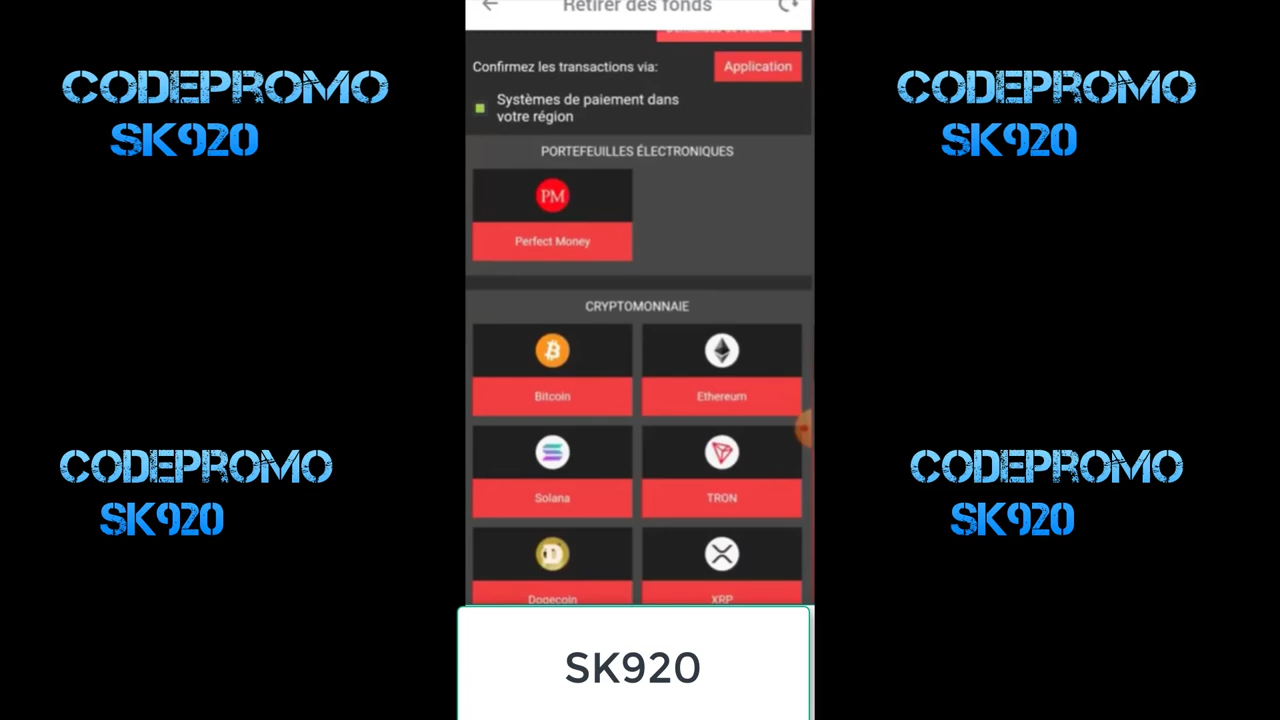 Retirer des fonds
CODEPROMO
SK920
CODEPROMO
SK920
Confirmez les transactions via:
Application
Systèmes de paiement dans
votre région
PORTEFEUILLES ÉLECTRONIQUES
PM
Perfect Money
CRYPTOMONNAIE
Bitcoin
Ethereum
Solana
TRON
CODEPROMO
SK920
CODEPROMO
SK920
Dogecoin
XRP
SK920